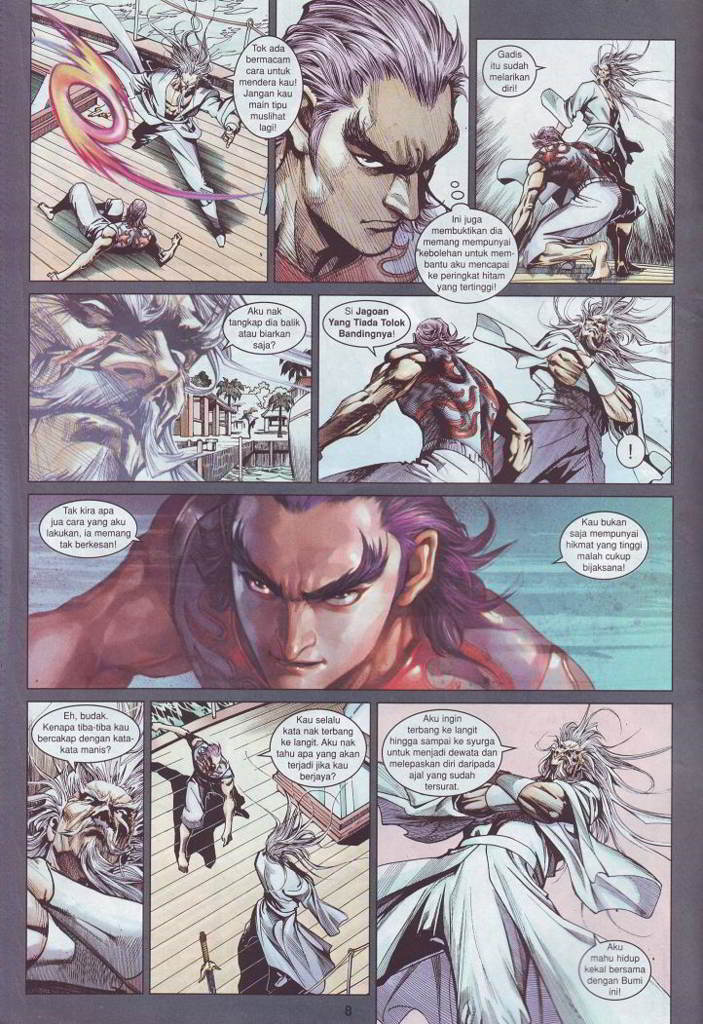 Tok ada
bermacam
cara untuk
mendera kau!
Jangan kau
main tipu
muslihat
lagi!
Ini juga
membuktikan dia
memang mempunyai
kebolehan untuk
membantu aku mencapai
ke peringkat hitam
yang tertinggi!
Gadis
itu sudah
melarikan
diri!
Aku nak
tangkap dia balik
atau biarkan
saja?
Si Jagoan
Yang Tiada Tolok
Bandingnya!
!
Tak kira apa
jua cara yang aku
lakukan, ia memang
tak berkesan!
Kau bukan
saja mempunyai
hikmat yang tinggi
malah cukup
bijaksana!
Eh, budak.
Kenapa tiba-tiba kau
bercakap dengan kata-
kata manis?
Kau selalu
kata nak terbang
ke langit. Aku nak
tahu apa yang akan
terjadi jika kau
berjaya?
Aku ingin
terbang ke langit
hingga sampai ke syurga
untuk menjadi dewata dan
melepaskan diri daripada
ajal yang sudah
tersurat.
Aku
mahu hidup
kekal bersama
dengan Bumi
ini!
8